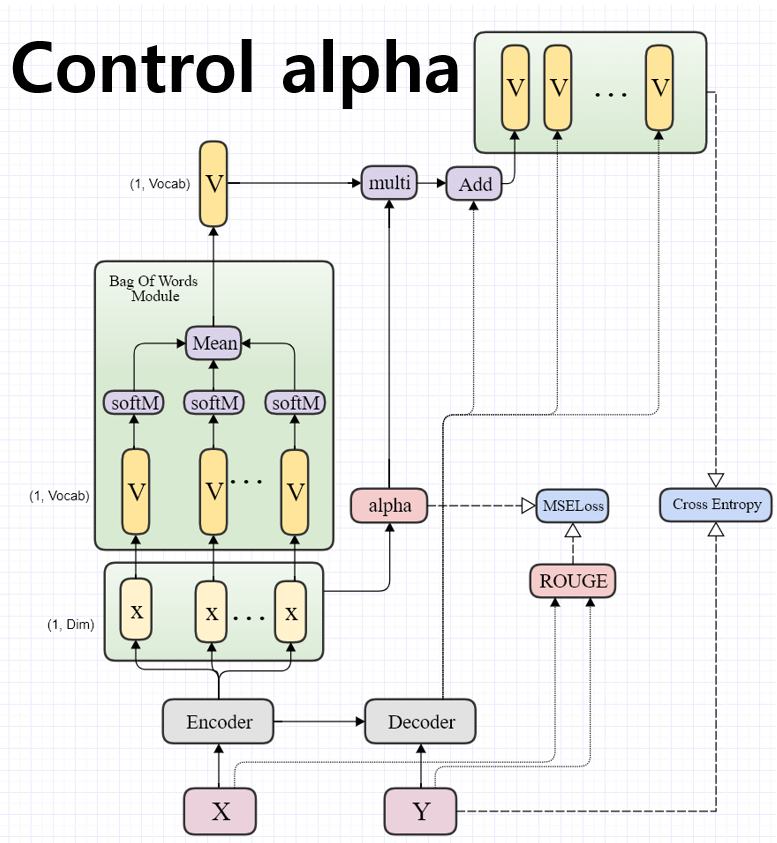 Control alpha
V V ... V
(1, Vocab) V multi Add
Bag Of Words
Module
Mean
softM softM softM
(1, Vocab) V V ... V
alpha MSELoss Cross Entropy
ROUGE
(1, Dim) x x ... x
Encoder Decoder
X Y